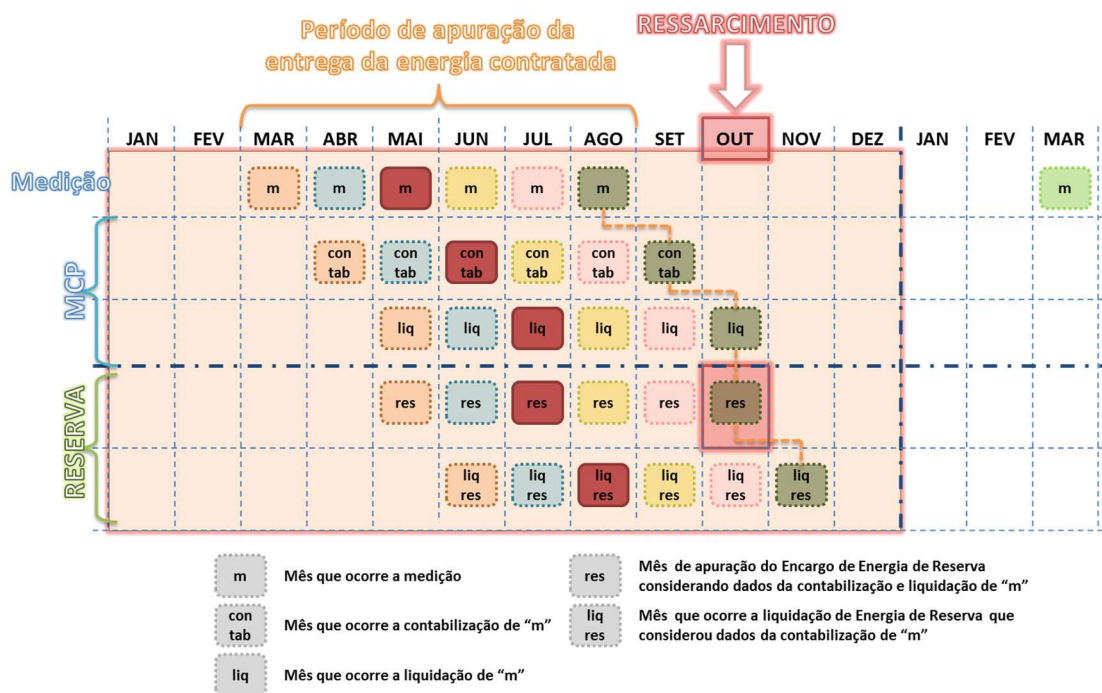 Período de apuração da
entrega da energia contratada
RESSARCIMENTO
JAN FEV MAR ABR MAI JUN JUL AGO SET OUT NOV DEZ JAN FEV MAR
Medição m m m m m m m
MCP
con tab con tab con tab con tab con tab con tab
liq liq liq liq liq liq
RESERVA
res res res res res res
liq res liq res liq res liq res liq res liq res
m Mês que ocorre a medição
con tab Mês que ocorre a contabilização de “m”
liq Mês que ocorre a liquidação de “m”
res Mês de apuração do Encargo de Energia de Reserva
considerando dados da contabilização e liquidação de “m”
liq res Mês que ocorre a liquidação de Energia de Reserva que
considerou dados da contabilização de “m”